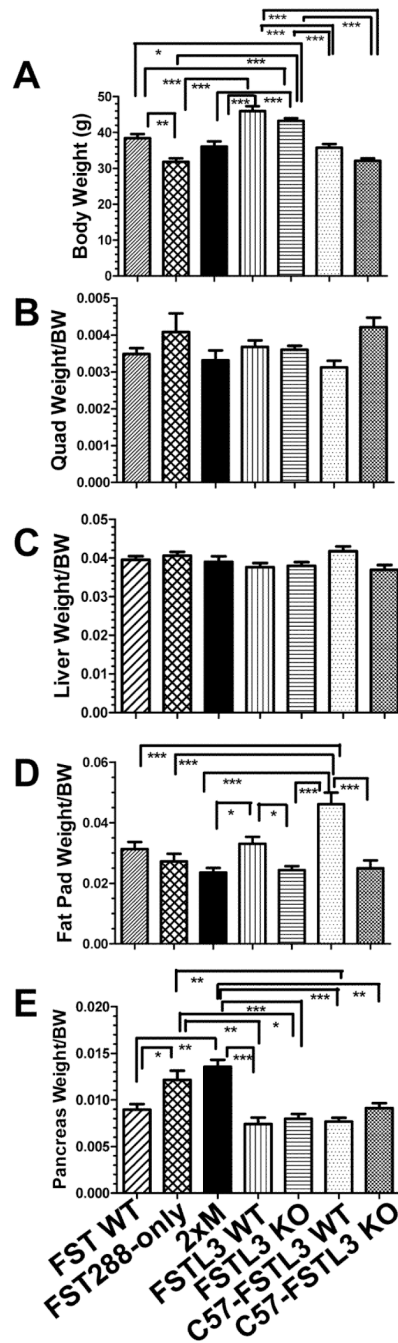 ***
*** ***
*
***
A
*** ***
*** ***
**
Body Weight (g)
50
40
30
20
10
0
B
Quad Weight/BW
0.005
0.004
0.003
0.002
0.001
0.000
C
Liver Weight/BW
0.05
0.04
0.03
0.02
0.01
0.00
D
*** ***
***
*** ***
* *
Fat Pad Weight/BW
0.06
0.04
0.02
0.00
E
**
*** **
***
** *
* ** ***
Pancreas Weight/BW
0.020
0.015
0.010
0.005
0.000
FST WT
FST288-only
2xM
FSTL3 WT
FSTL3 KO
C57-FSTL3 WT
C57-FSTL3 KO